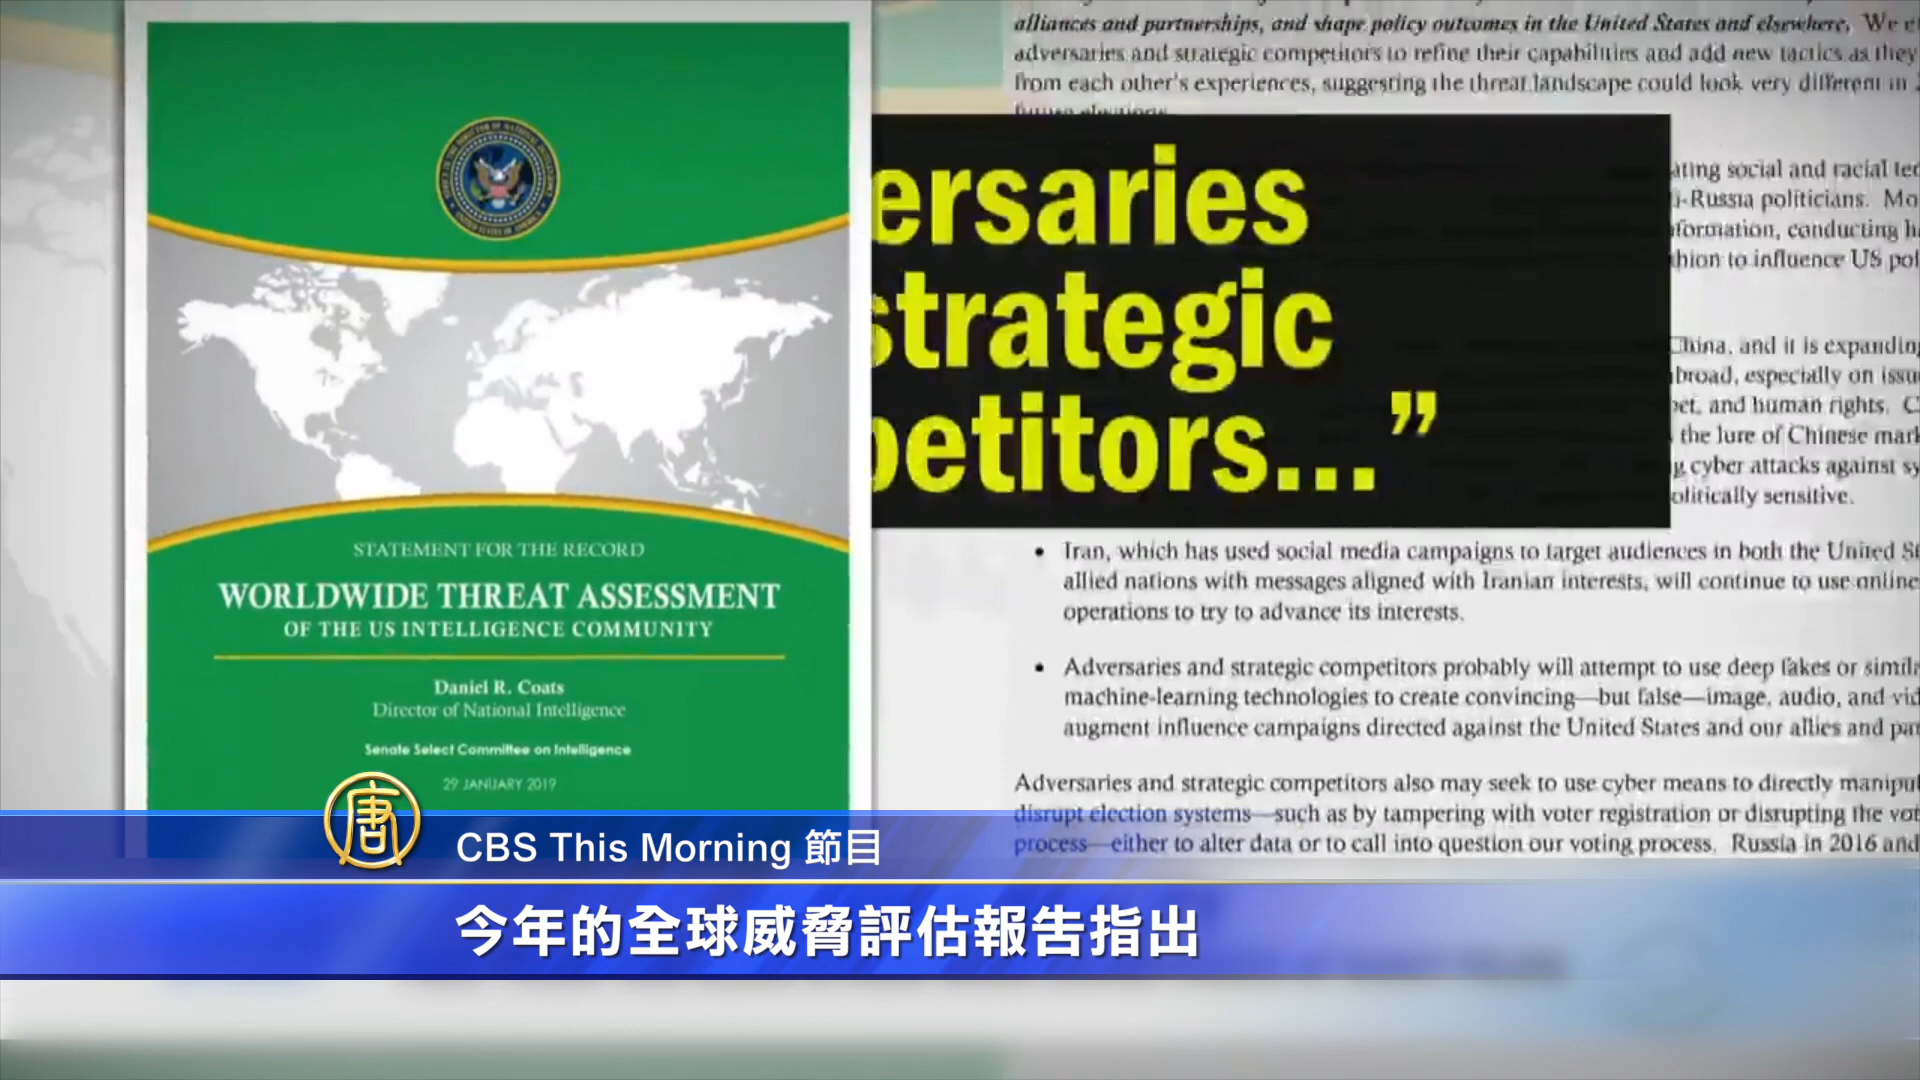 STATEMENT FOR THE RECORD
WORLDWIDE THREAT ASSESSMENT
OF THE US INTELLIGENCE COMMUNITY
Daniel R. Coats
Director of National Intelligence
Senate Select Committee on Intelligence
29 JANUARY 2019
alliances and partnerships, and shape policy outcomes in the United States and elsewhere. We
adversaries and strategic competitors to refine their capabilities and add new tactics as they
from each other's experiences, suggesting the threat landscape could look very different in
future elections.
ersaries
strategic
petitors..."
ating social and racial
i-Russia politicians. Mo
formation, conducting
hion to influence US pol
China, and it is expanding
broad, especially on issu
et, and human rights. C
the lure of Chinese mark
g cyber attacks against sy
olitically sensitive.
• Iran, which has used social media campaigns to target audiences in both the United
allied nations with messages aligned with Iranian interests, will continue to use online
operations to try to advance its interests.
• Adversaries and strategic competitors probably will attempt to use deep fakes or simila
machine-learning technologies to create convincing—but false—image, audio, and vid
augment influence campaigns directed against the United States and our allies and par
Adversaries and strategic competitors also may seek to use cyber means to directly manipul
disrupt election systems—such as by tampering with voter registration or disrupting the vot
process—either to alter data or to call into question our voting process. Russia in 2016 and
唐
CBS This Morning 節目
今年的全球威脅評估報告指出